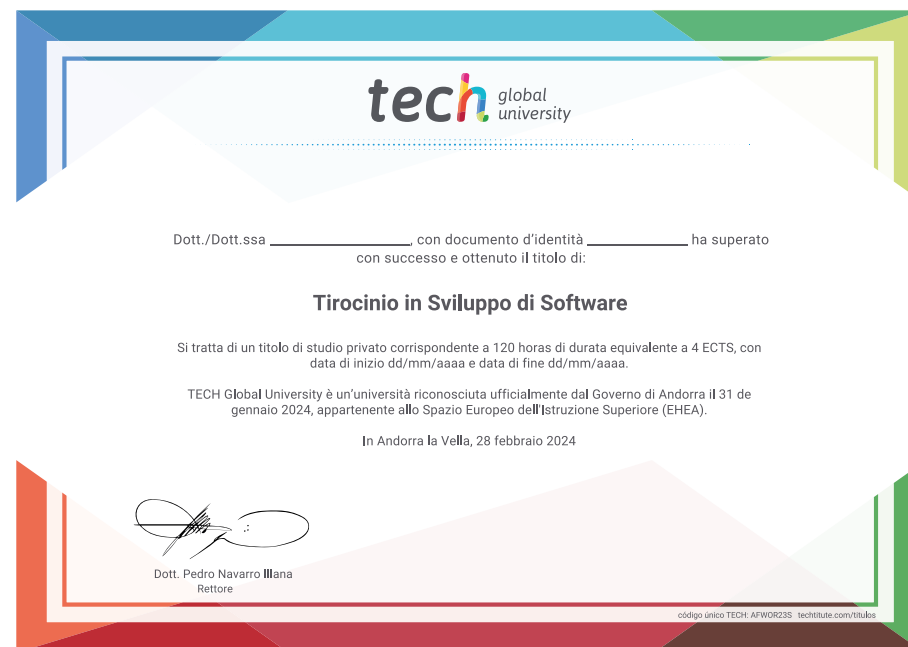 tech global university
Dott./Dott.ssa ____________________, con documento d'identità ______________ ha superato
con successo e ottenuto il titolo di:
Tirocinio in Sviluppo di Software
Si tratta di un titolo di studio privato corrispondente a 120 horas di durata equivalente a 4 ECTS, con
data di inizio dd/mm/aaaa e data di fine dd/mm/aaaa.
TECH Global University è un'università riconosciuta ufficialmente dal Governo di Andorra il 31 de
gennaio 2024, appartenente allo Spazio Europeo dell'Istruzione Superiore (EHEA).
In Andorra la Vella, 28 febbraio 2024
Dott. Pedro Navarro Illana
Rettore
código único TECH: AFWOR23S techtitute.com/titulos